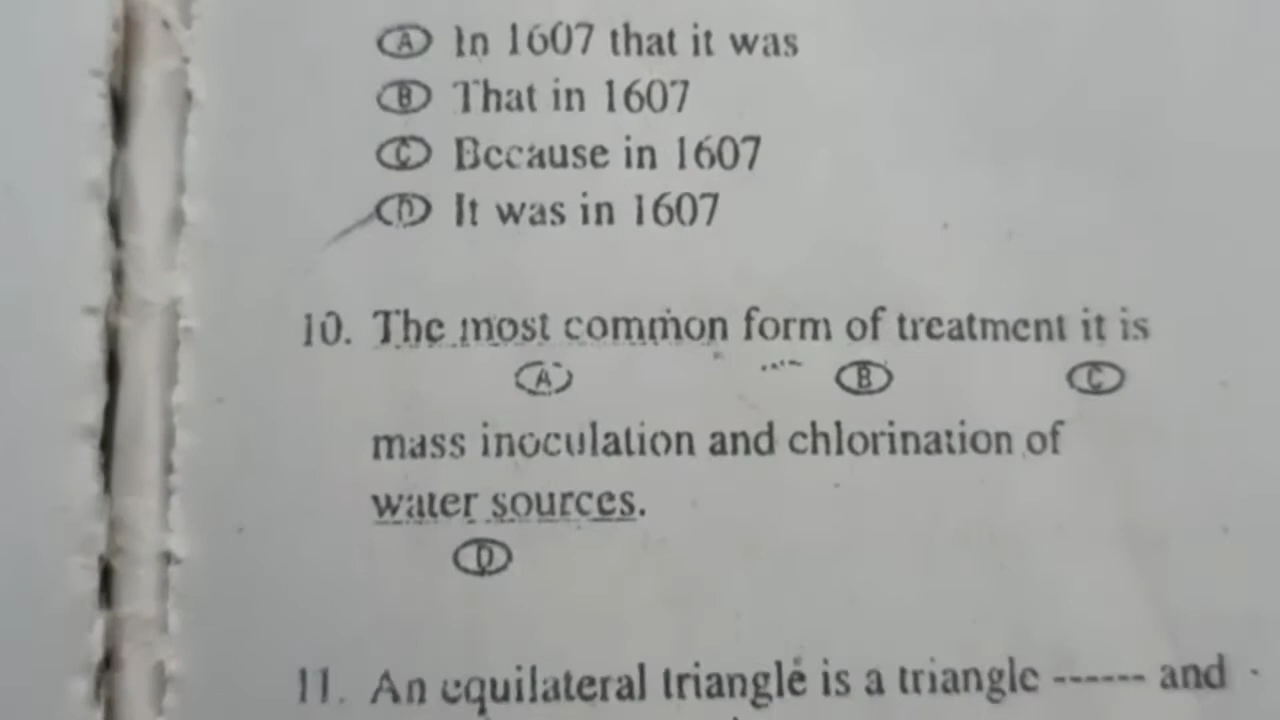 A In 1607 that it was
B That in 1607
C Because in 1607
D It was in 1607
10. The most common form of treatment it is
A B C
mass inoculation and chlorination of
water sources.
D
11. An equilateral triangle is a triangle ------ and